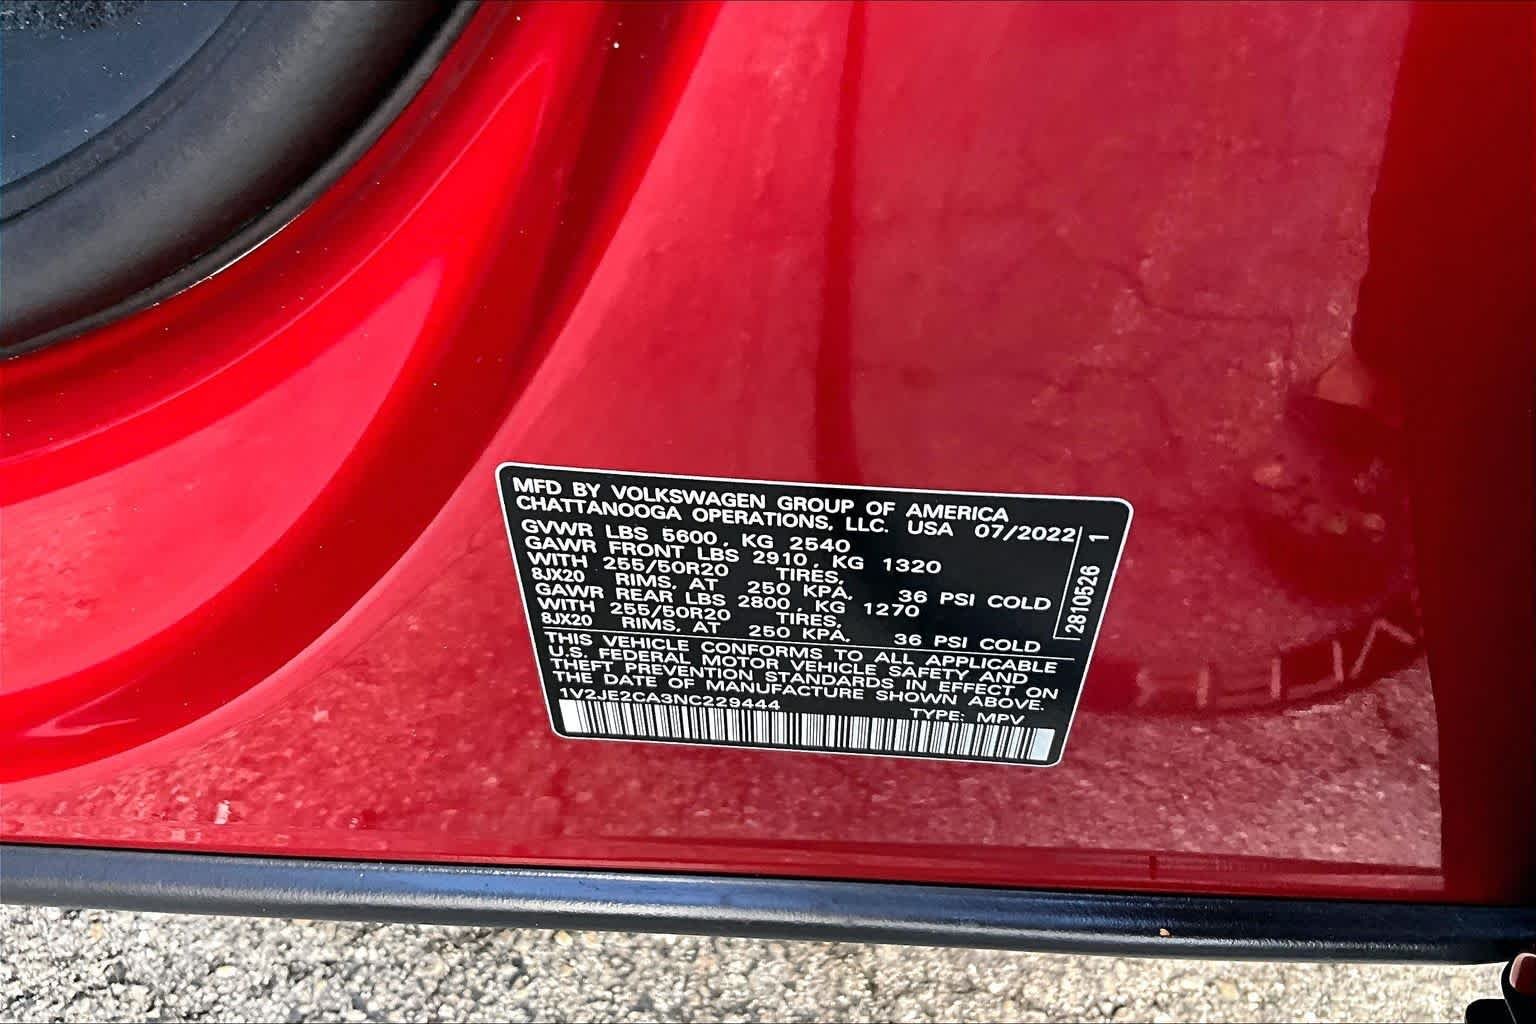 MFD BY VOLKSWAGEN GROUP OF AMERICA
CHATTANOOGA OPERATIONS, LLC. USA 07/2022
GVWR LBS 5600, KG 2540
GAWR FRONT LBS 2910, KG 1320
WITH 255/50R20 TIRES,
8JX20 RIMS, AT 250 KPA, 36 PSI COLD
GAWR REAR LBS 2800, KG 1270
WITH 255/50R20 TIRES,
8JX20 RIMS, AT 250 KPA, 36 PSI COLD
THIS VEHICLE CONFORMS TO ALL APPLICABLE
U.S. FEDERAL MOTOR VEHICLE SAFETY AND
THEFT PREVENTION STANDARDS IN EFFECT ON
THE DATE OF MANUFACTURE SHOWN ABOVE.
1V2JE2CA3NC229444 TYPE: MPV
2810526 1